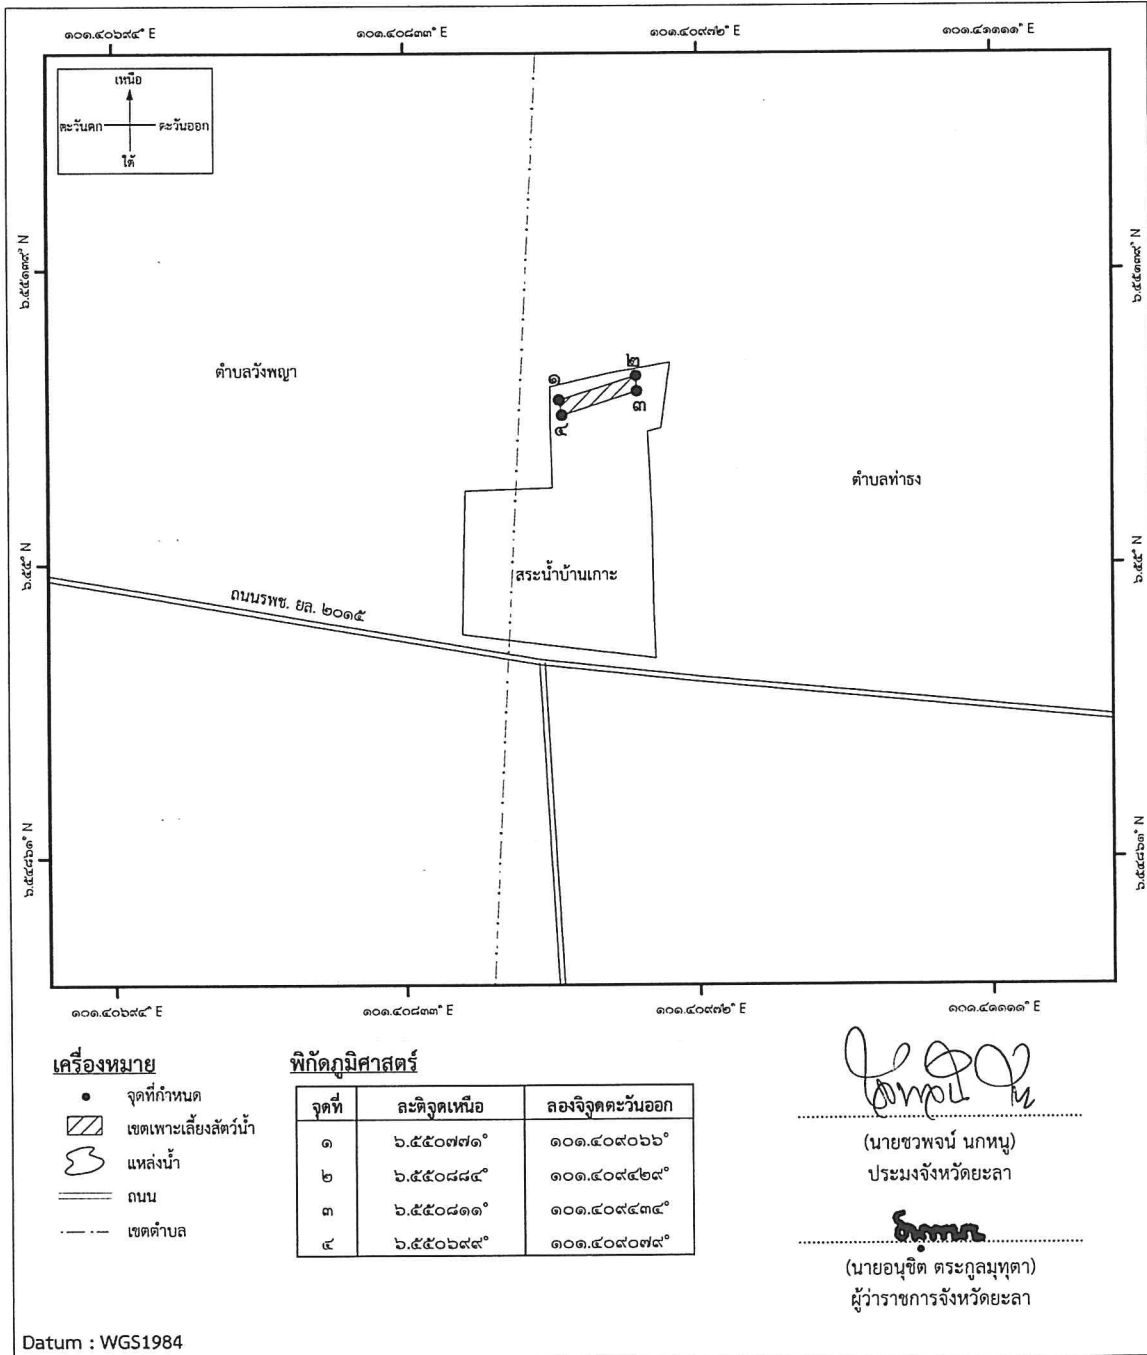 ๑๐๑.๔๐๖๙๔° E ๑๐๑.๔๐๘๓๓° E ๑๐๑.๔๐๙๗๒° E ๑๐๑.๔๑๑๑๑° E
เหนือ
ตะวันตก ตะวันออก
ใต้
๖.๕๕๑๓๙° N
๖.๕๕๑๓๙° N
ตำบลวังพญา
๑
๒
๓
๔
ตำบลท่าธง
๖.๕๕° N
๖.๕๕° N
สระน้ำบ้านเกาะ
ถนนรพช. ยล. ๒๐๑๕
๖.๕๔๘๖๑° N
๖.๕๔๘๖๑° N
๑๐๑.๔๐๖๙๔° E ๑๐๑.๔๐๘๓๓° E ๑๐๑.๔๐๙๗๒° E ๑๐๑.๔๑๑๑๑° E
เครื่องหมาย
จุดที่กำหนด
เขตเพาะเลี้ยงสัตว์น้ำ
แหล่งน้ำ
ถนน
เขตตำบล
พิกัดภูมิศาสตร์
จุดที่ ละติจูดเหนือ ลองจิจูดตะวันออก
๑ ๖.๕๕๐๗๗๑° ๑๐๑.๔๐๙๐๖๖°
๒ ๖.๕๕๐๘๘๔° ๑๐๑.๔๐๙๔๒๙°
๓ ๖.๕๕๐๘๑๑° ๑๐๑.๔๐๙๔๓๔°
๔ ๖.๕๕๐๖๙๙° ๑๐๑.๔๐๙๐๗๙°
(นายชวพจน์ นกหนู)
ประมงจังหวัดยะลา
(นายอนุชิต ตระกูลมุทุตา)
ผู้ว่าราชการจังหวัดยะลา
Datum : WGS1984